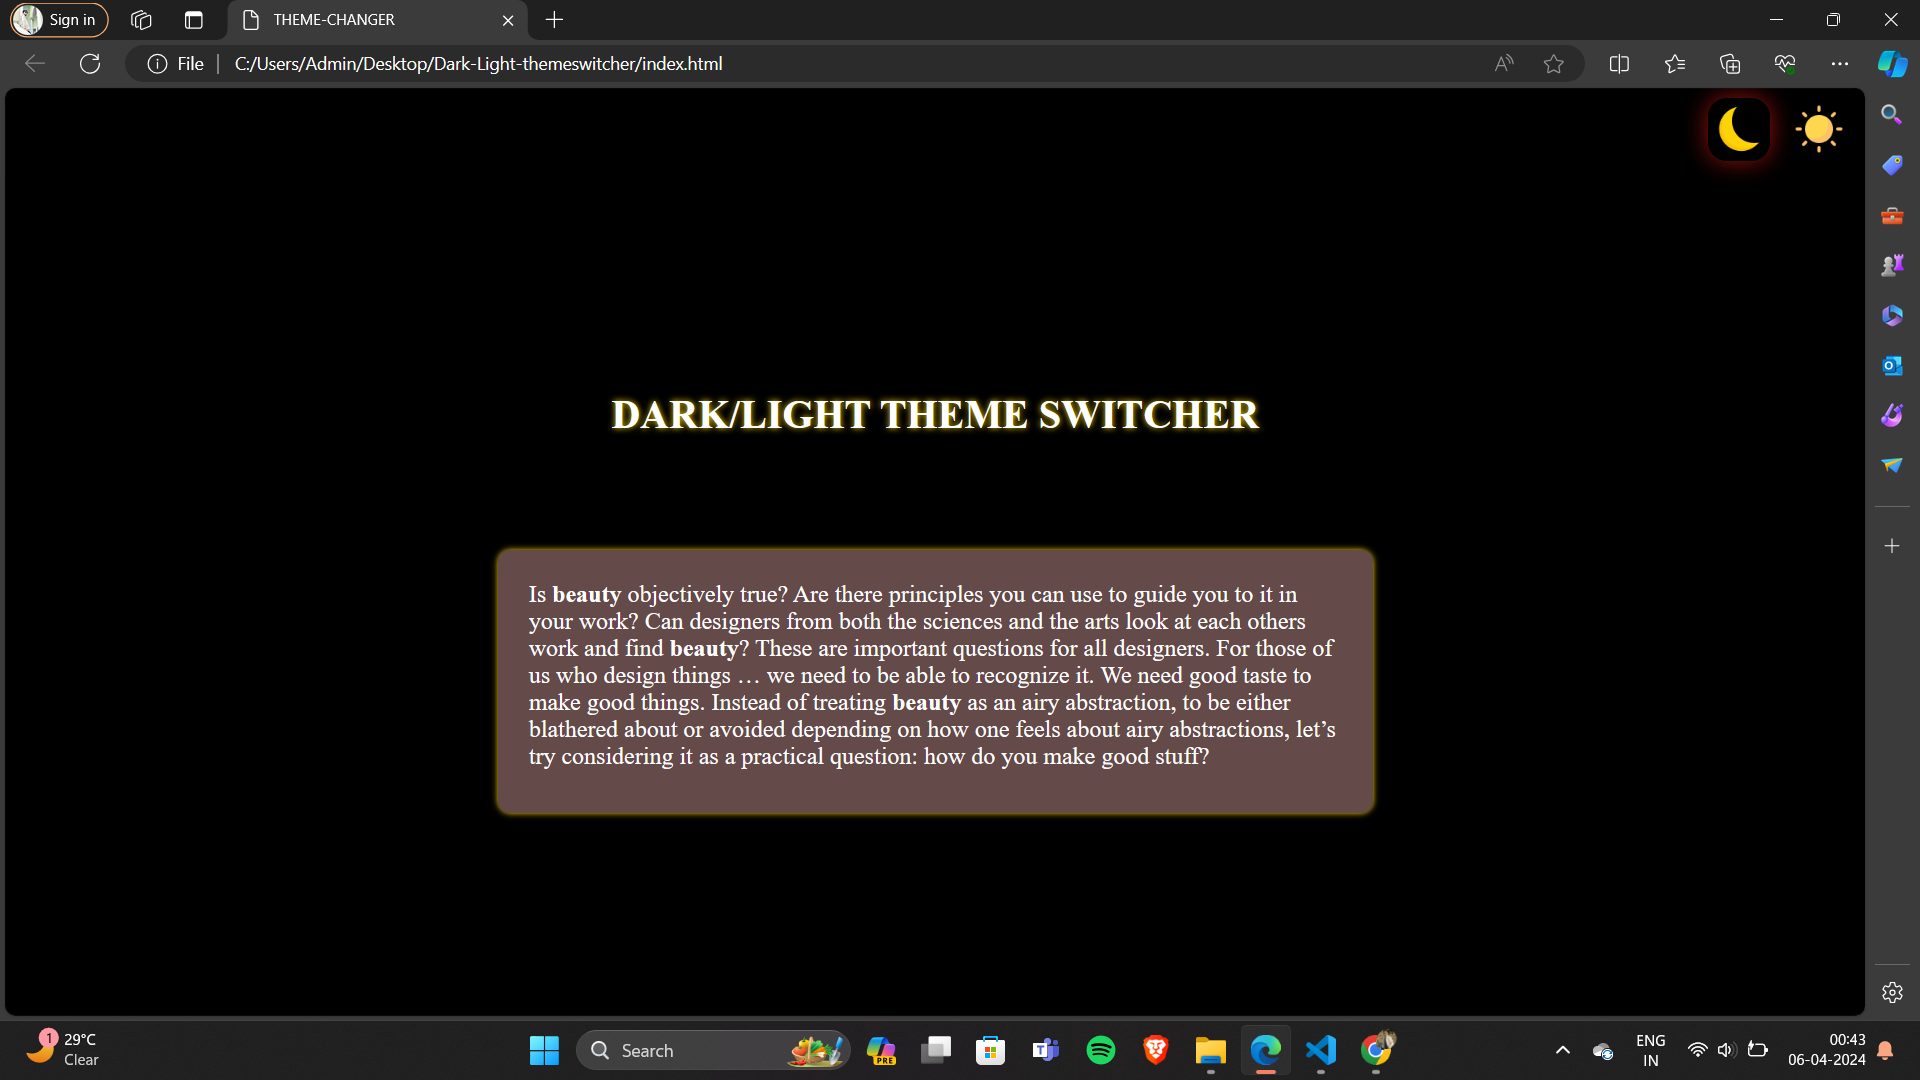 Sign in
THEME-CHANGER
File
C:/Users/Admin/Desktop/Dark-Light-themeswitcher/index.html
DARK/LIGHT THEME SWITCHER
Is beauty objectively true? Are there principles you can use to guide you to it in
your work? Can designers from both the sciences and the arts look at each others
work and find beauty? These are important questions for all designers. For those of
us who design things … we need to be able to recognize it. We need good taste to
make good things. Instead of treating beauty as an airy abstraction, to be either
blathered about or avoided depending on how one feels about airy abstractions, let’s
try considering it as a practical question: how do you make good stuff?
1
29°C
Clear
Search
PRE
ENG
IN
00:43
06-04-2024